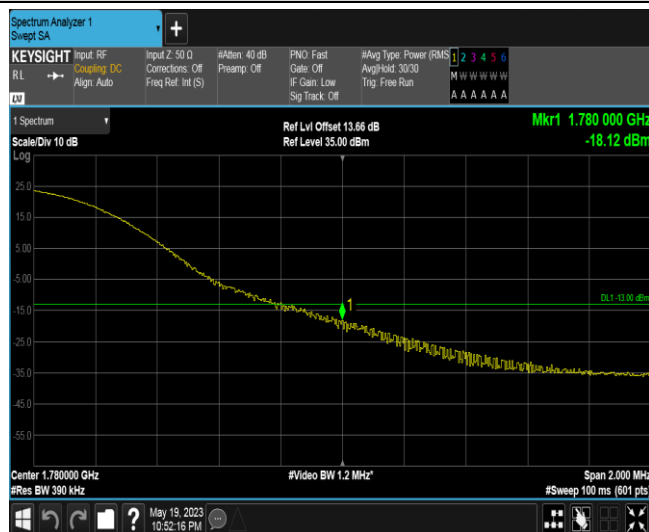 Spectrum Analyzer 1
Swept SA
+
KEYSIGHT
RL
LXI
Input: RF
Coupling: DC
Align: Auto
Input Z: 50 Ω
Corrections: Off
Freq Ref: Int (S)
#Atten: 40 dB
Preamp: Off
PNO: Fast
Gate: Off
IF Gain: Low
Sig Track: Off
#Avg Type: Power (RMS
Avg|Hold: 30/30
Trig: Free Run
1 2 3 4 5 6
M W W W W W
A A A A A A
1 Spectrum
Scale/Div 10 dB
Log
Ref Lvl Offset 13.66 dB
Ref Level 35.00 dBm
Mkr1 1.780 000 GHz
-18.12 dBm
25.0
15.0
5.00
-5.00
DL1 -13.00 dBm
1
-15.0
-25.0
-35.0
-45.0
-55.0
Center 1.780000 GHz
#Res BW 390 kHz
#Video BW 1.2 MHz*
Span 2.000 MHz
#Sweep 100 ms (601 pts)
?
May 19, 2023
10:52:16 PM